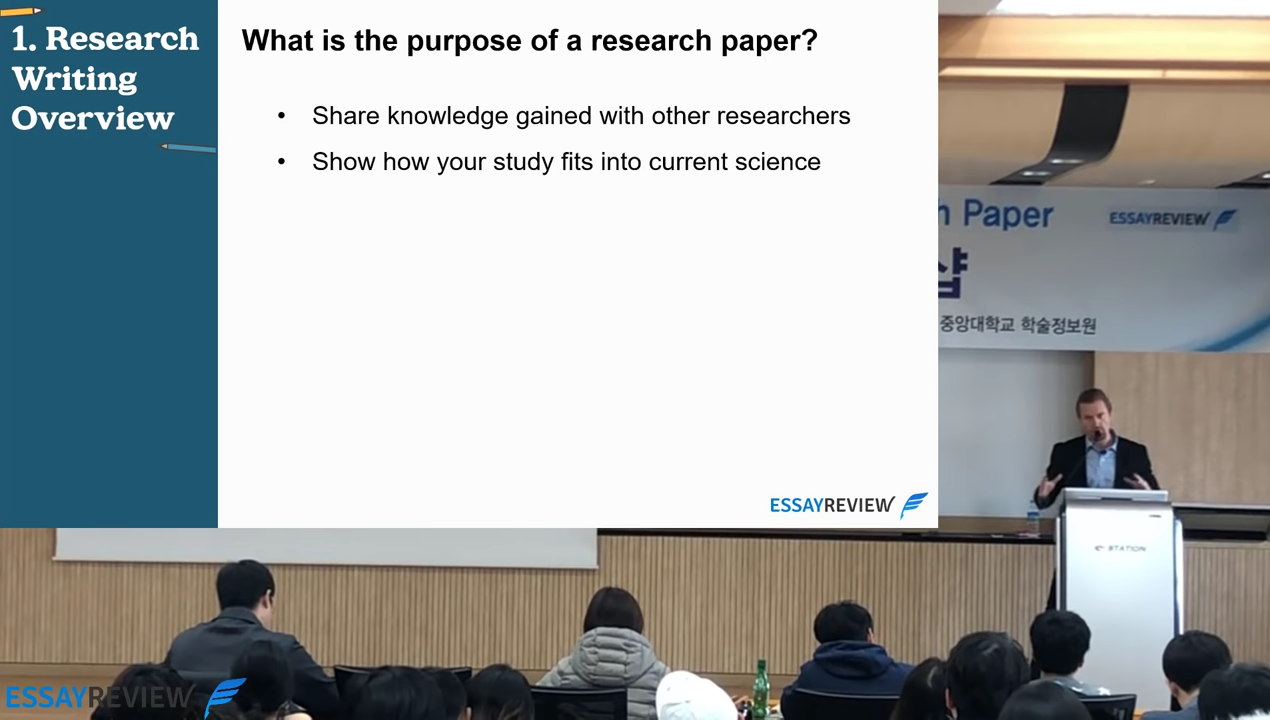 1. Research
Writing
Overview
What is the purpose of a research paper?
• Share knowledge gained with other researchers
• Show how your study fits into current science
Paper
ESSAYREVIEW
샵
중앙대학교 학술정보원
STATION
ESSAYREVIEW
ESSAYREVIEW